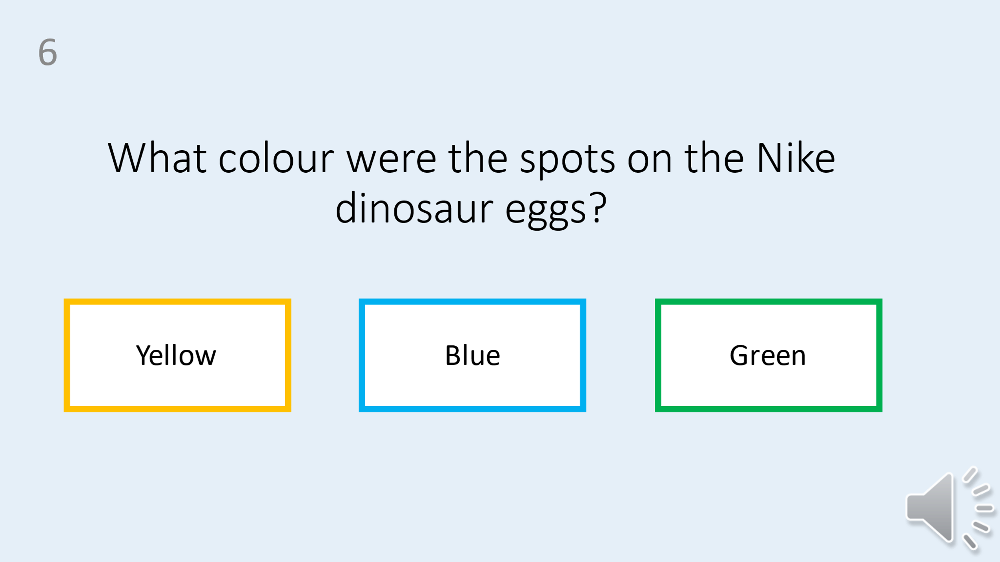 6
What colour were the spots on the Nike
dinosaur eggs?
Yellow
Blue
Green